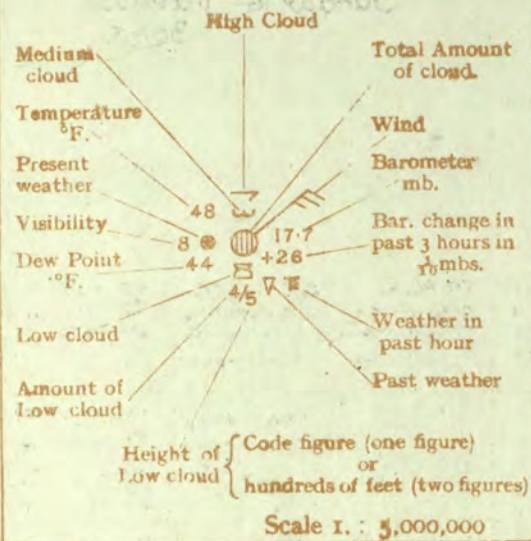 High Cloud
Medium
cloud
Total Amount
of cloud.
Temperature
°F.
Wind
Present
weather
Barometer
mb.
48
Visibility
8
17·7
Bar. change in
past 3 hours in
1/10 mbs.
+26
Dew Point
°F.
44
4/5
Low cloud
Weather in
past hour
Amount of
Low cloud
Past weather
Height of
Low cloud
Code figure (one figure)
or
hundreds of feet (two figures)
Scale 1. : 5,000,000